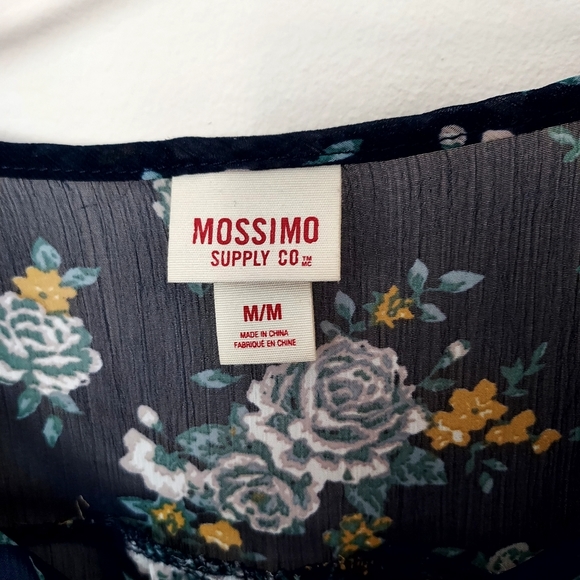 MOSSIMO
SUPPLY CO ™
MC
M/M
MADE IN CHINA
FABRIQUÉ EN CHINE